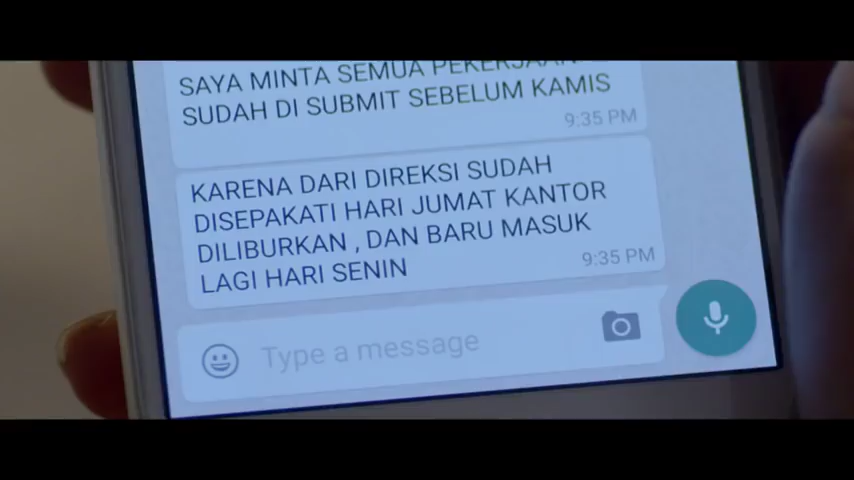 SAYA MINTA SEMUA PEKERJAAN
SUDAH DI SUBMIT SEBELUM KAMIS
9:35 PM
KARENA DARI DIREKSI SUDAH
DISEPAKATI HARI JUMAT KANTOR
DILIBURKAN , DAN BARU MASUK
LAGI HARI SENIN
9:35 PM
Type a message